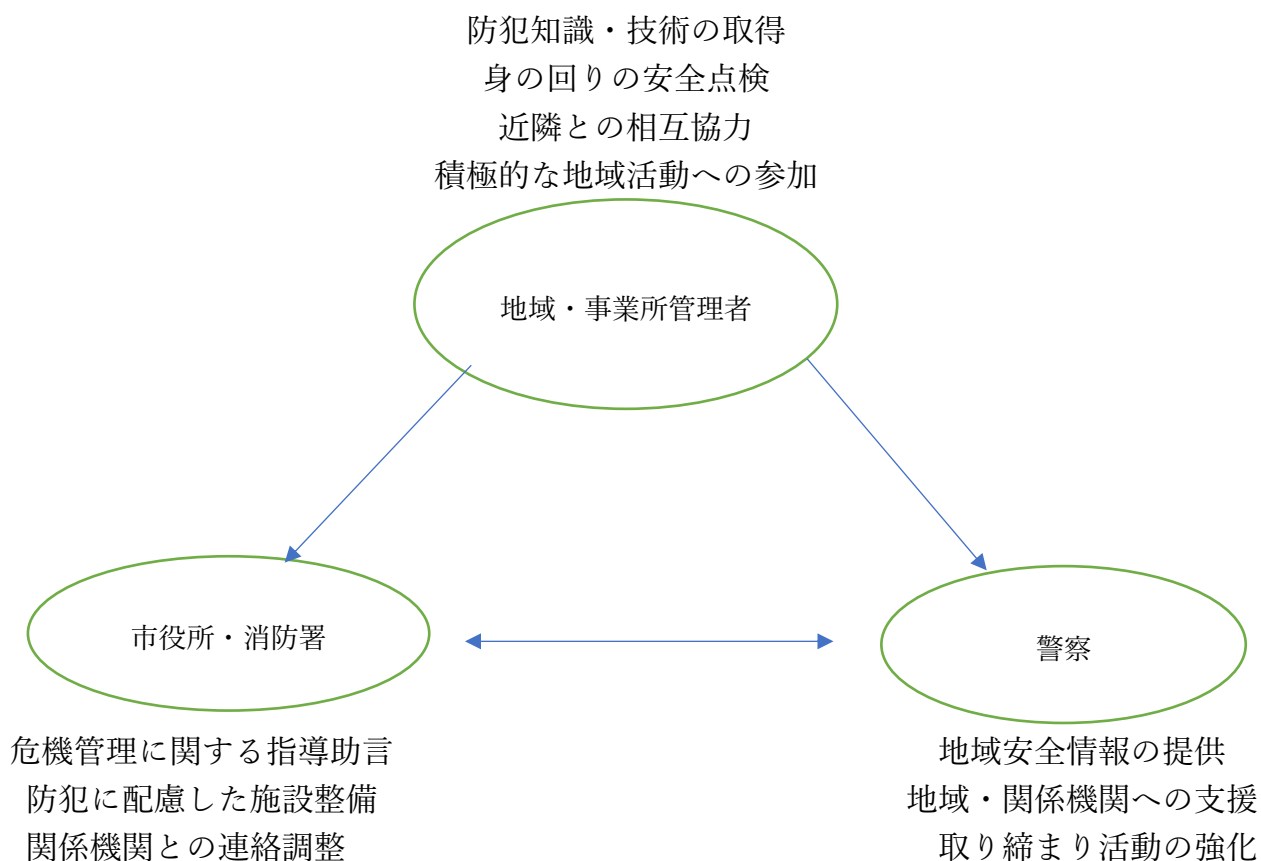 防犯知識・技術の取得
身の回りの安全点検
近隣との相互協力
積極的な地域活動への参加
地域・事業所管理者
市役所・消防署
警察
危機管理に関する指導助言
防犯に配慮した施設整備
関係機関との連絡調整
地域安全情報の提供
地域・関係機関への支援
取り締まり活動の強化